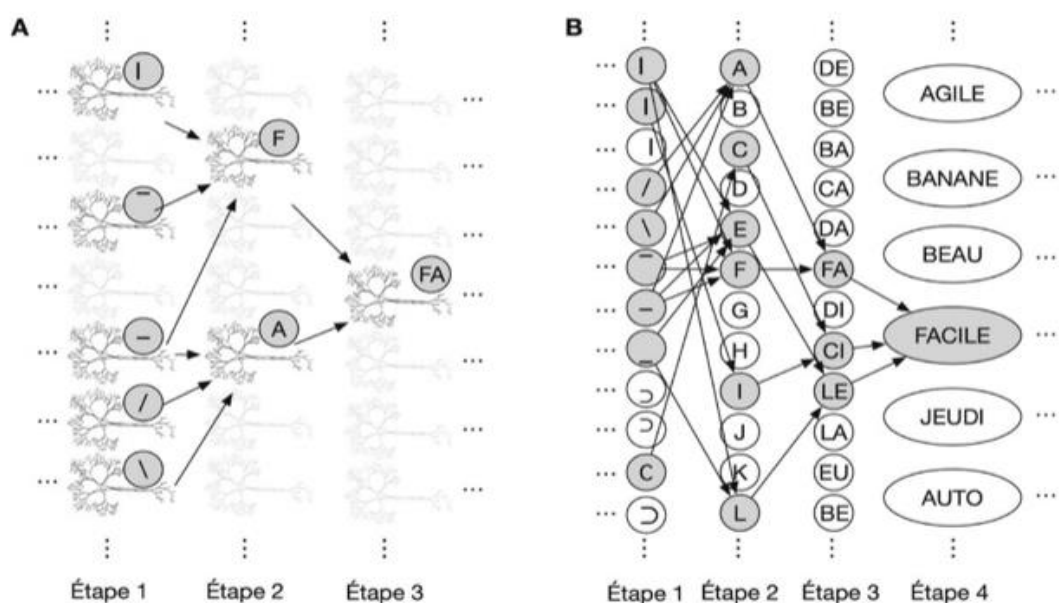 A
I
F
¯
FA
–
A
/
\
Étape 1
Étape 2
Étape 3
B
I
A
DE
AGILE
I
B
BE
I
C
BA
/
D
CA
BANANE
\
E
DA
BEAU
¯
F
FA
–
G
DI
FACILE
_
H
CI
I
LE
J
LA
JEUDI
C
K
EU
L
BE
AUTO
Étape 1
Étape 2
Étape 3
Étape 4